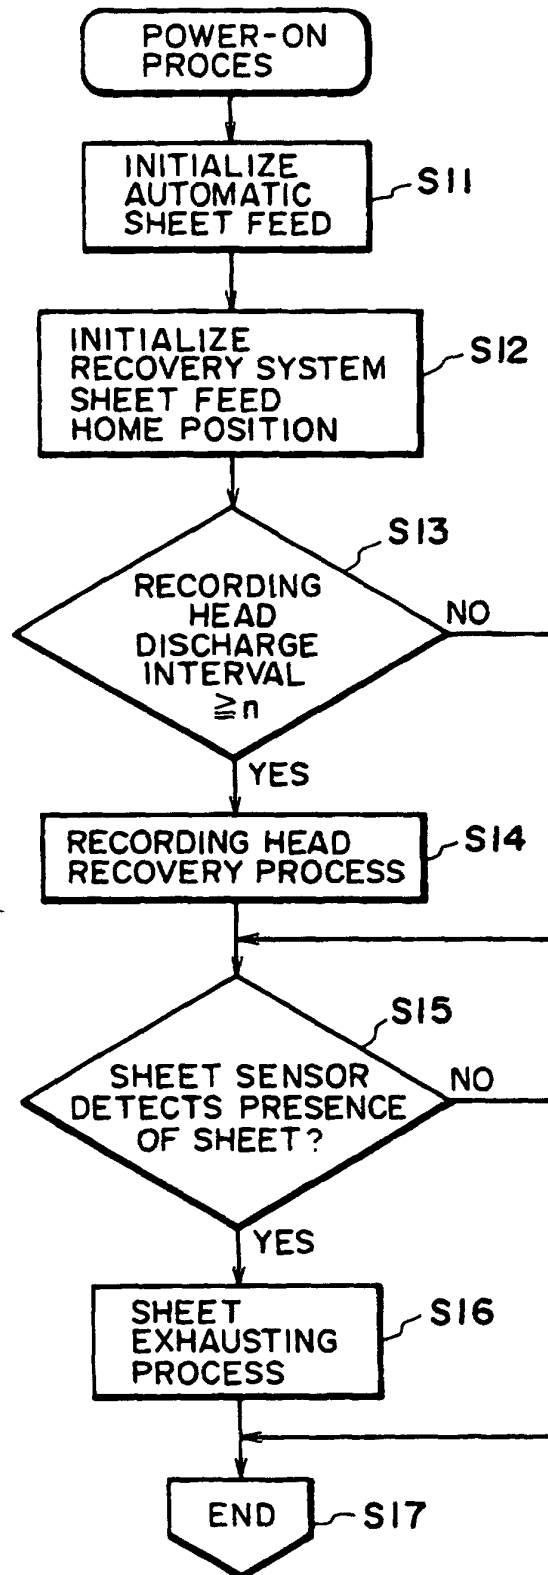 POWER-ON
PROCES
INITIALIZE
AUTOMATIC
SHEET FEED
S11
INITIALIZE
RECOVERY SYSTEM
SHEET FEED
HOME POSITION
S12
S13
RECORDING
HEAD
DISCHARGE
INTERVAL
≧n
NO
YES
RECORDING HEAD
RECOVERY PROCESS
S14
S15
SHEET SENSOR
DETECTS PRESENCE
OF SHEET?
NO
YES
SHEET
EXHAUSTING
PROCESS
S16
END
S17